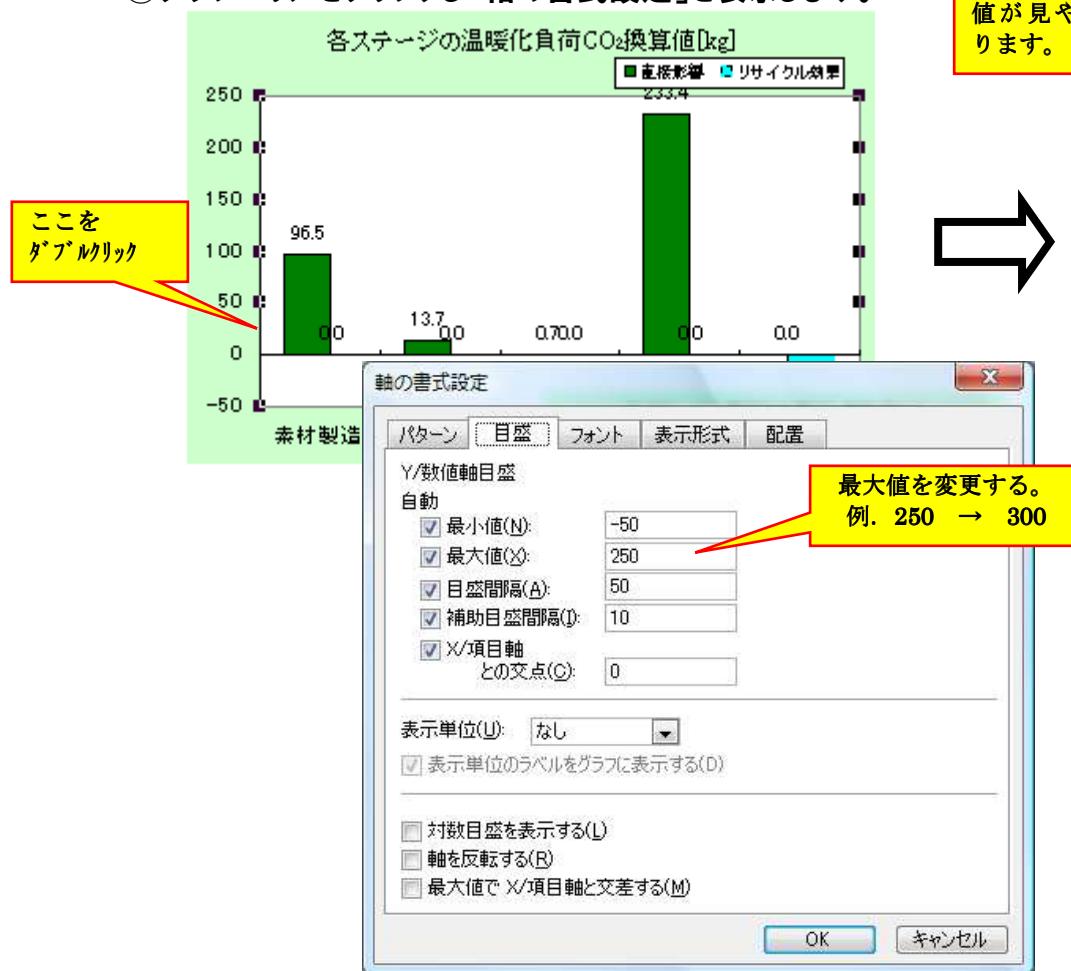 値が見や
ります。
各ステージの温暖化負荷CO2換算値[kg]
直接影響 リサイクル効果
250
200
150
100
50
0
-50
96.5
0.0
13.7
0.0
0.7
0.0
233.4
0.0
0.0
素材製造
ここを
ﾀﾞﾌﾞﾙｸﾘｯｸ
軸の書式設定
パターン 目盛 フォント 表示形式 配置
Y/数値軸目盛
自動
最小値(N): -50
最大値(X): 250
目盛間隔(A): 50
補助目盛間隔(I): 10
X/項目軸
との交点(C): 0
最大値を変更する。
例. 250 → 300
表示単位(U): なし
表示単位のラベルをグラフに表示する(D)
対数目盛を表示する(L)
軸を反転する(R)
最大値で X/項目軸と交差する(M)
OK キャンセル